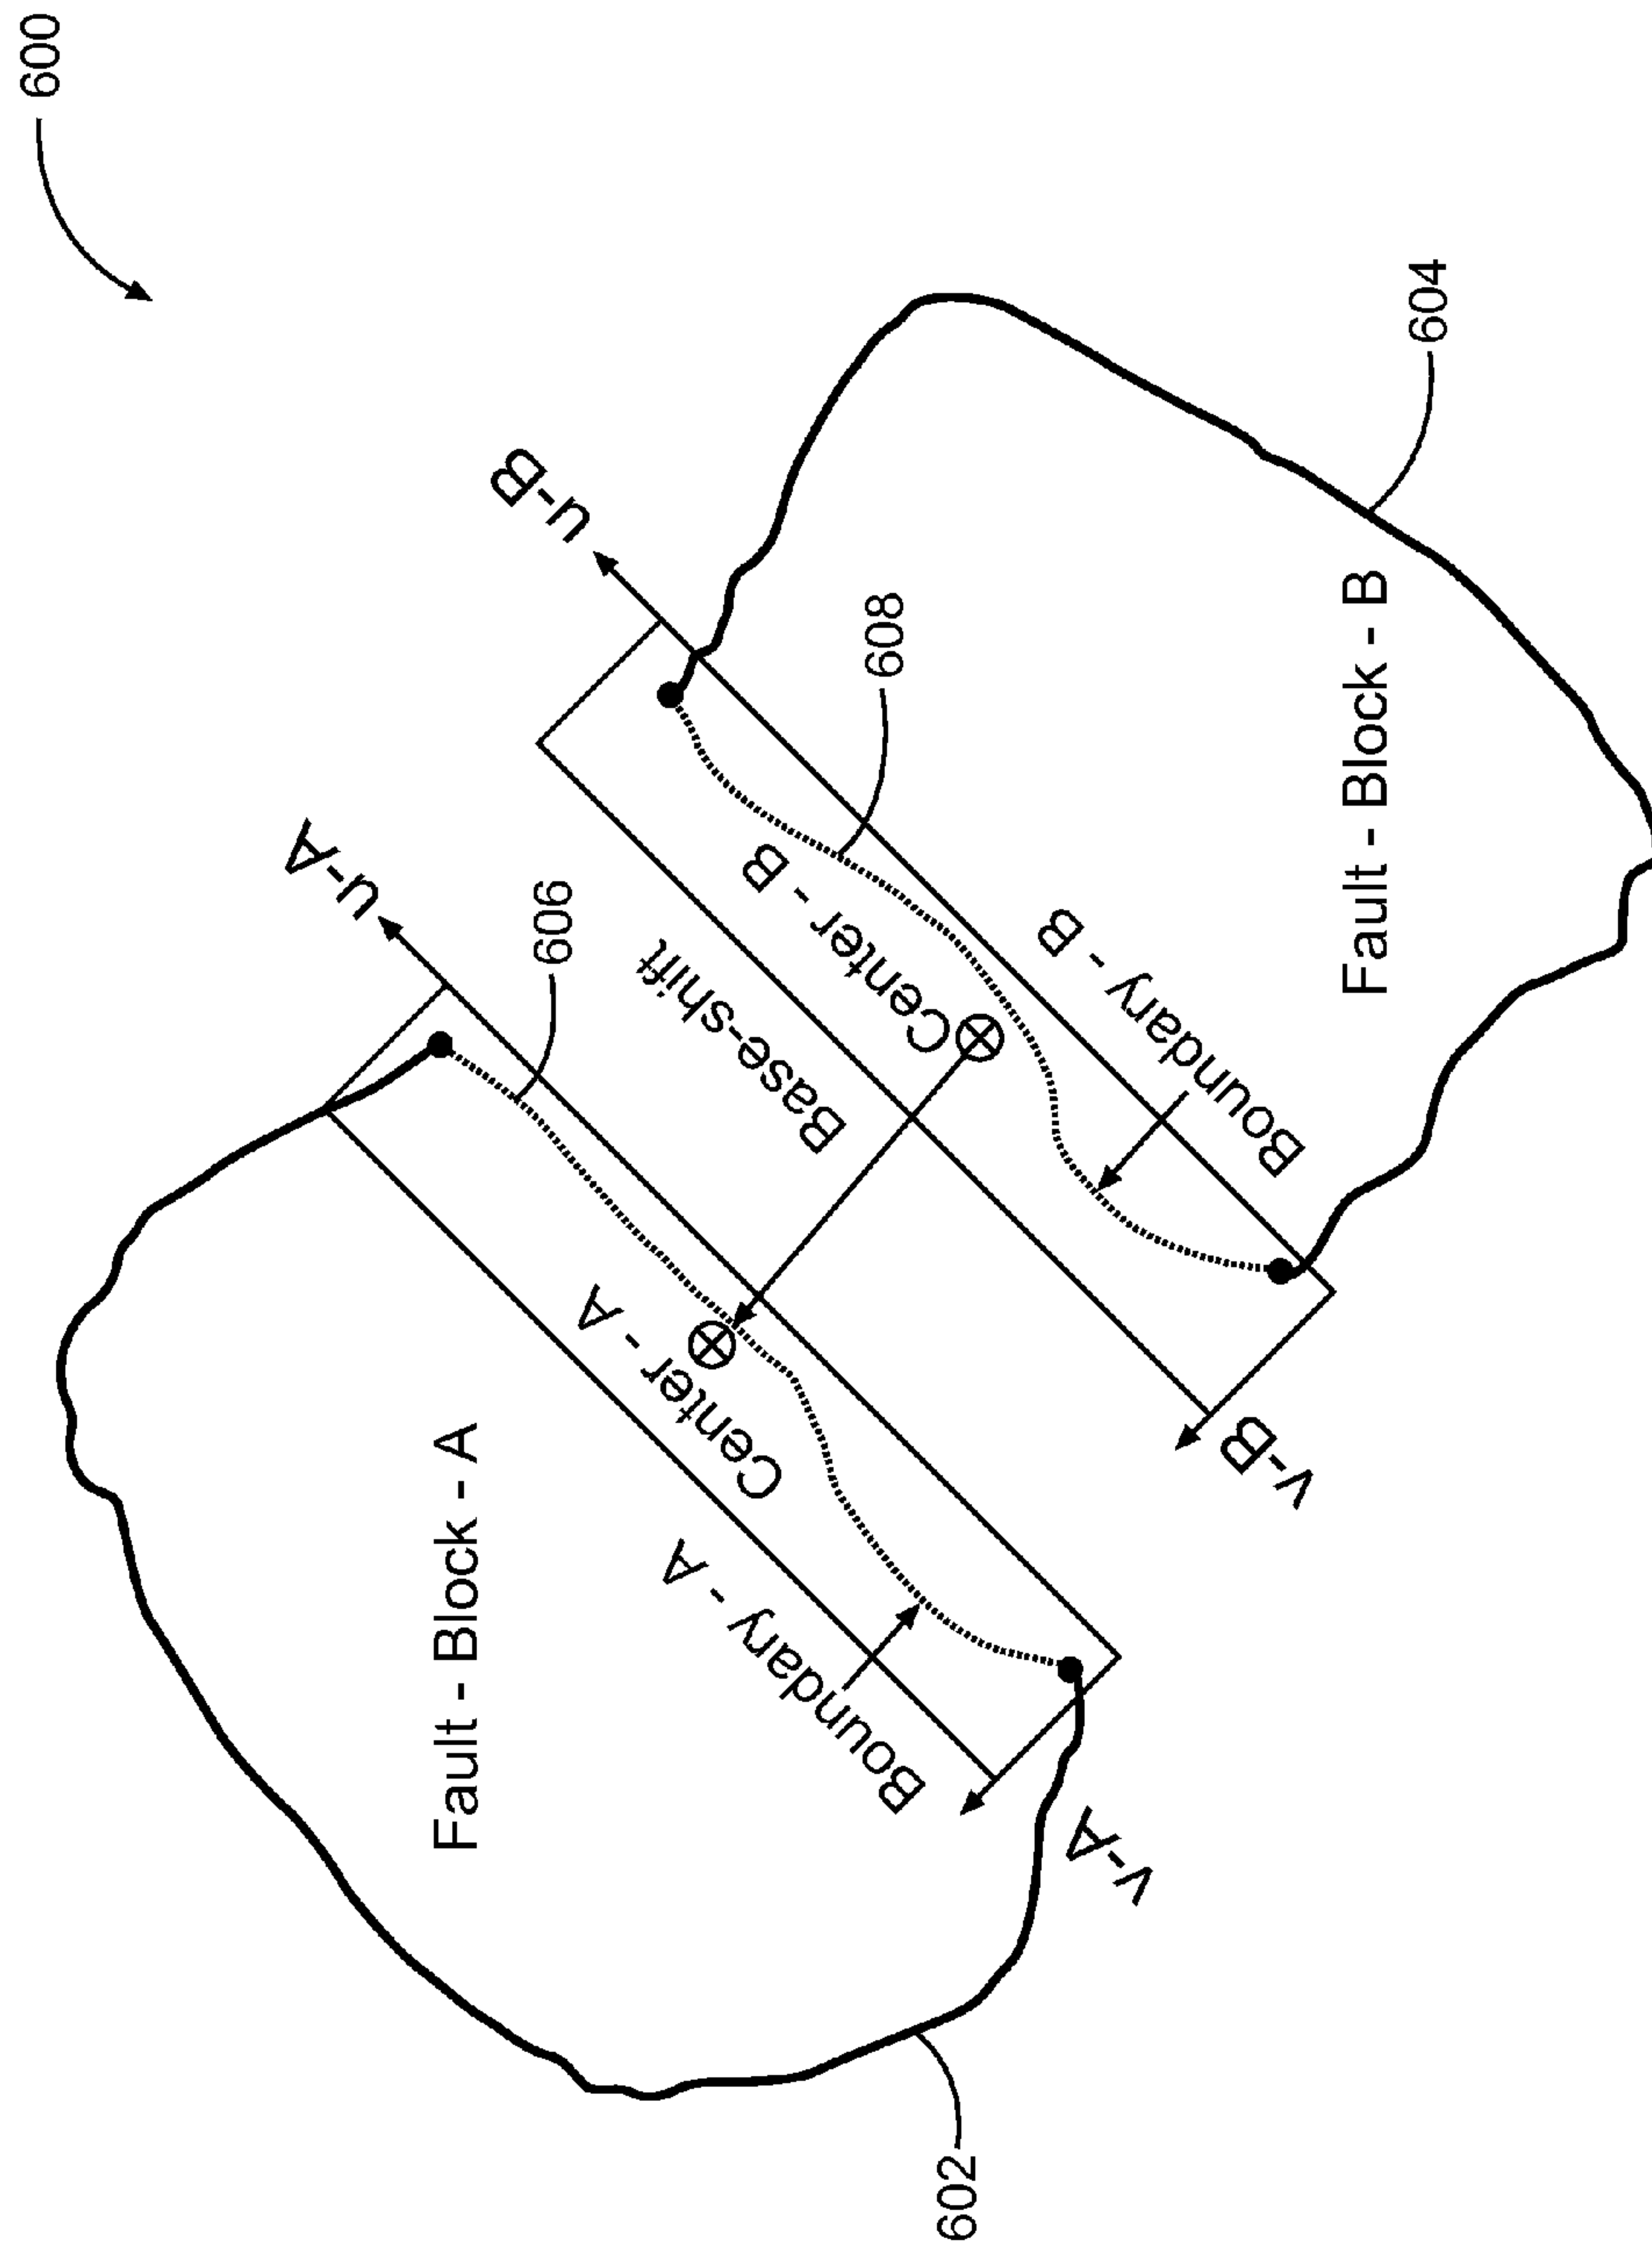 600
Fault - Block - A
602
Boundary - A
Center - A
606
u-A
v-A
Base-shift
Center - B
608
u-B
v-B
Boundary - B
Fault - Block - B
604